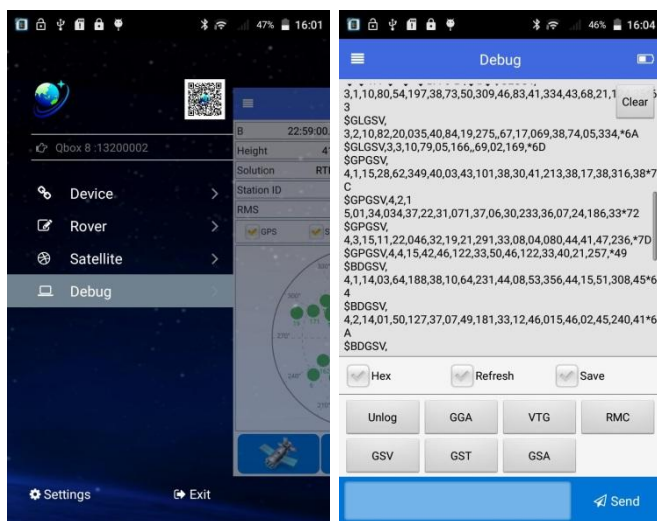 47% 16:01
Qbox 8 :13200002
Device
Rover
Satellite
Debug
Settings
Exit
B 22:59:00.
Height 4
Solution RT
Station ID
RMS
GPS S
300°
270°
240°
46% 16:04
Debug
Clear
3,1,10,80,54,197,38,73,50,309,46,83,41,334,43,68,21,1
3
$GLGSV,
3,2,10,82,20,035,40,84,19,275,,67,17,069,38,74,05,334,*6A
$GLGSV,3,3,10,79,05,166,,69,02,169,*6D
$GPGSV,
4,1,15,28,62,349,40,03,43,101,38,30,41,213,38,17,38,316,38*7
C
$GPGSV,4,2,1
5,01,34,034,37,22,31,071,37,06,30,233,36,07,24,186,33*72
$GPGSV,
4,3,15,11,22,046,32,19,21,291,33,08,04,080,44,41,47,236,*7D
$GPGSV,4,4,15,42,46,122,33,50,46,122,33,40,21,257,*49
$BDGSV,
4,1,14,03,64,188,38,10,64,231,44,08,53,356,44,15,51,308,45*6
4
$BDGSV,
4,2,14,01,50,127,37,07,49,181,33,12,46,015,46,02,45,240,41*6
A
$BDGSV,
Hex
Refresh
Save
Unlog
GGA
VTG
RMC
GSV
GST
GSA
Send